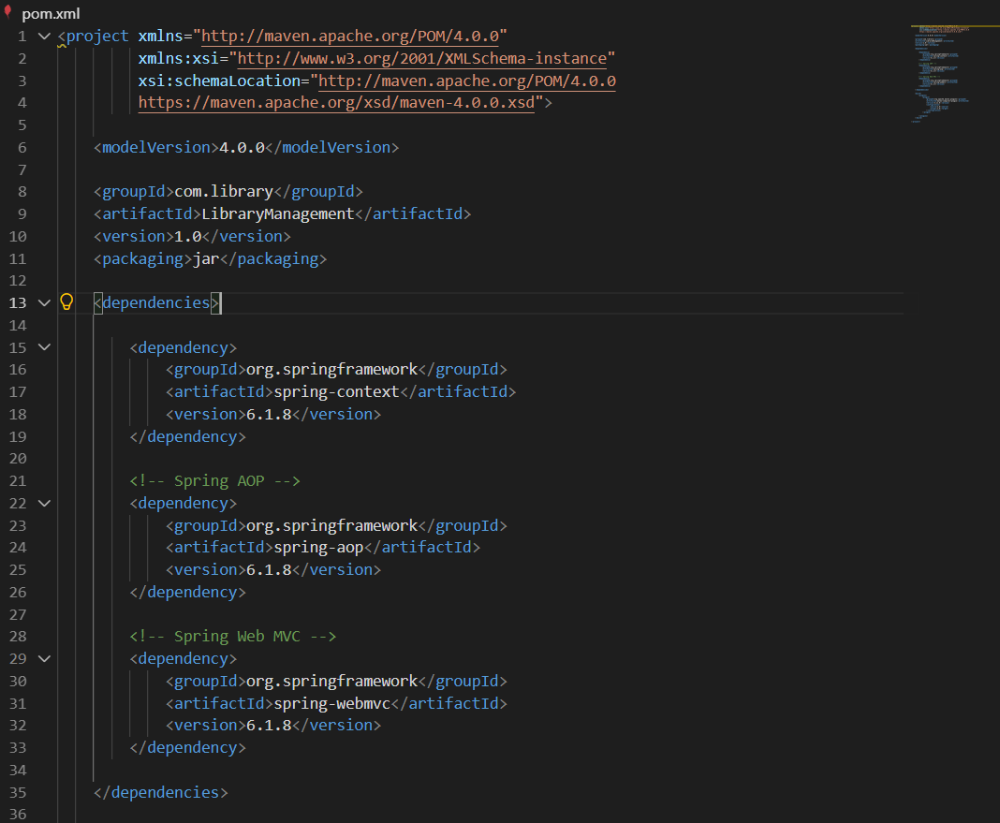 pom.xml
1 <project xmlns="http://maven.apache.org/POM/4.0.0"
2 xmlns:xsi="http://www.w3.org/2001/XMLSchema-instance"
3 xsi:schemaLocation="http://maven.apache.org/POM/4.0.0
4 https://maven.apache.org/xsd/maven-4.0.0.xsd">
5
6 <modelVersion>4.0.0</modelVersion>
7
8 <groupId>com.library</groupId>
9 <artifactId>LibraryManagement</artifactId>
10 <version>1.0</version>
11 <packaging>jar</packaging>
12
13 <dependencies>
14
15 <dependency>
16 <groupId>org.springframework</groupId>
17 <artifactId>spring-context</artifactId>
18 <version>6.1.8</version>
19 </dependency>
20
21 <!-- Spring AOP -->
22 <dependency>
23 <groupId>org.springframework</groupId>
24 <artifactId>spring-aop</artifactId>
25 <version>6.1.8</version>
26 </dependency>
27
28 <!-- Spring Web MVC -->
29 <dependency>
30 <groupId>org.springframework</groupId>
31 <artifactId>spring-webmvc</artifactId>
32 <version>6.1.8</version>
33 </dependency>
34
35 </dependencies>
36